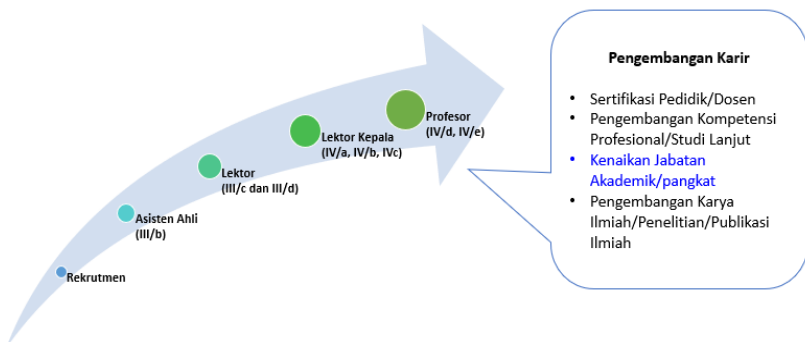 Rekrutmen
Asisten Ahli
(III/b)
Lektor
(III/c dan III/d)
Lektor Kepala
(IV/a, IV/b, IVc)
Profesor
(IV/d, IV/e)
Pengembangan Karir
• Sertifikasi Pedidik/Dosen
• Pengembangan Kompetensi
Profesional/Studi Lanjut
• Kenaikan Jabatan
Akademik/pangkat
• Pengembangan Karya
Ilmiah/Penelitian/Publikasi
Ilmiah